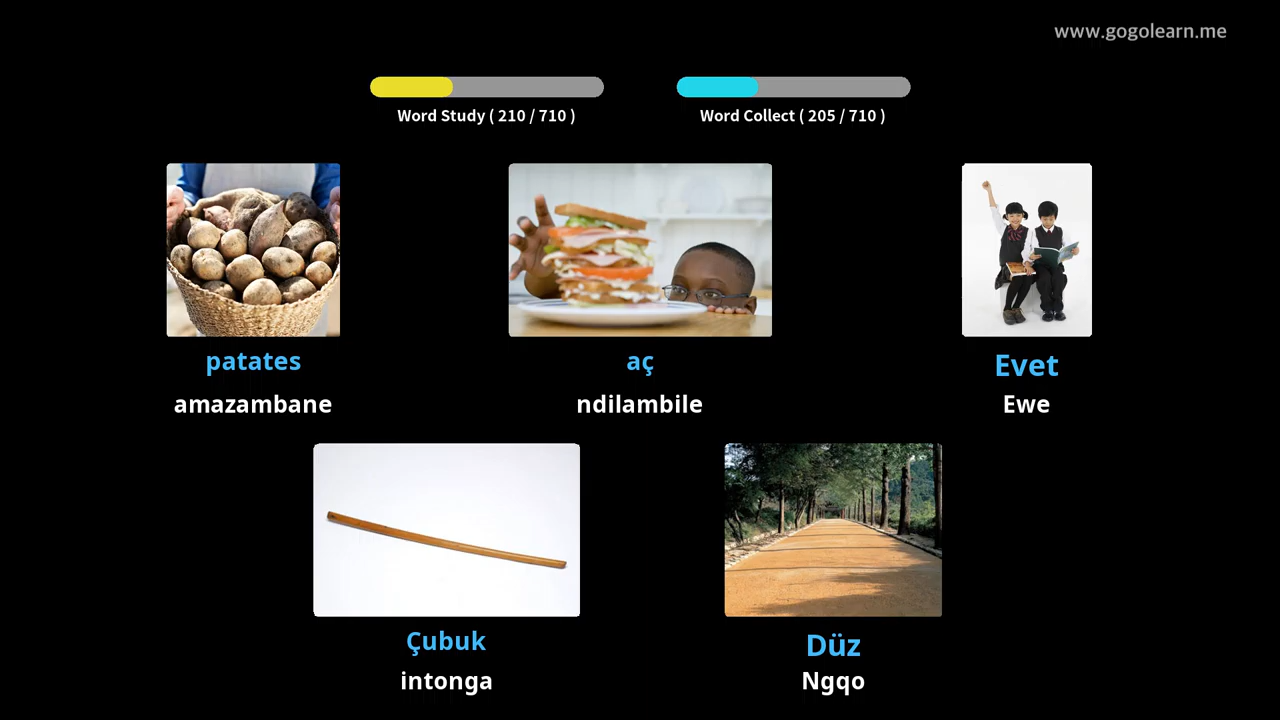 www.gogolearn.me
Word Study ( 210 / 710 )
Word Collect ( 205 / 710 )
patates
amazambane
aç
ndilambile
Evet
Ewe
Çubuk
intonga
Düz
Ngqo